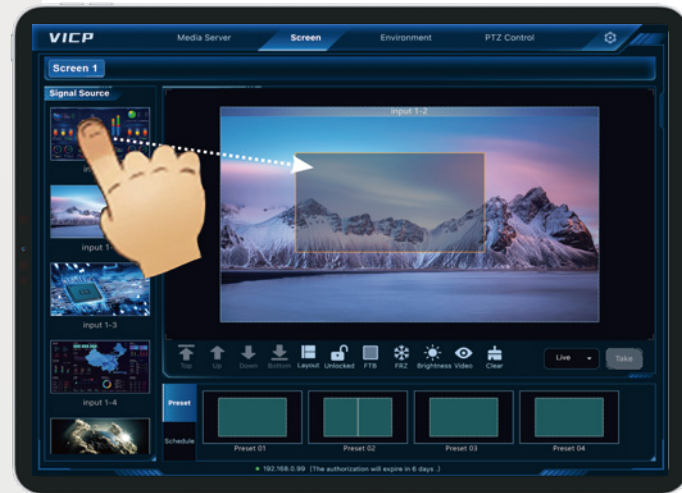 VICP
Media Server
Screen
Environment
PTZ Control
Screen 1
Signal Source
input 1-2
input 1-3
input 1-4
Top
Up
Down
Bottom
Layout
Unlocked
FTB
FRZ
Brightness
Video
Clear
Live
Take
Preset
Schedule
Preset 01
Preset 02
Preset 03
Preset 04
192.168.0.99 (The authorization will expire in 6 days .)